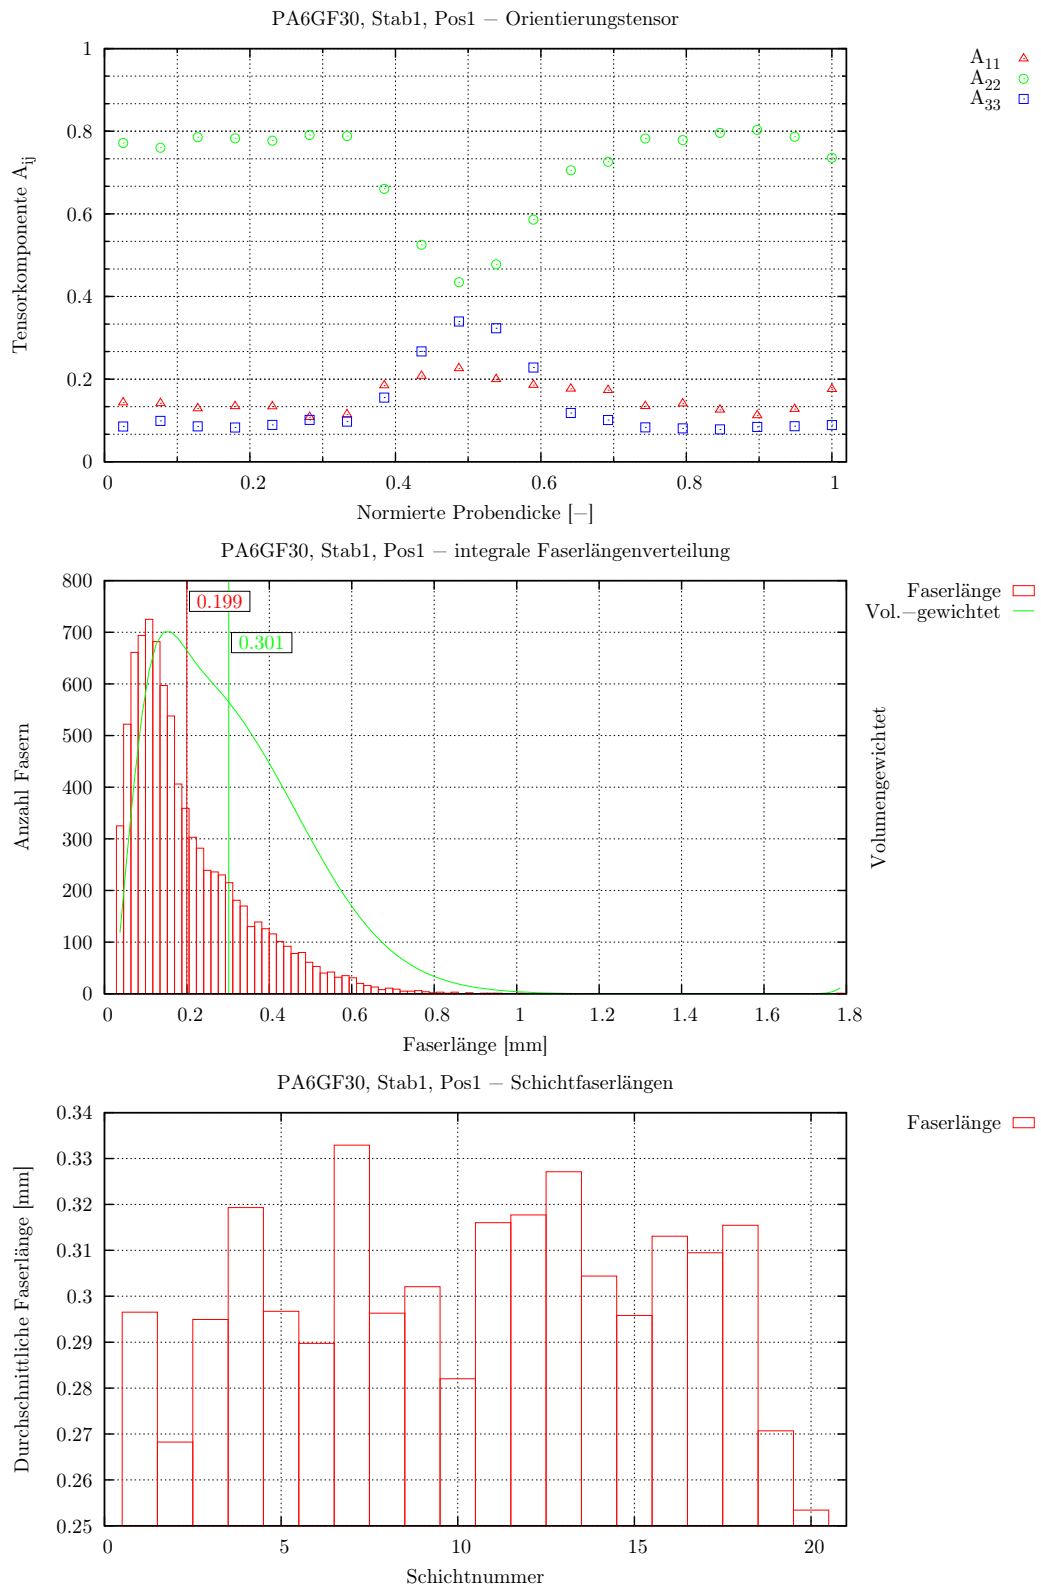 PA6GF30, Stab1, Pos1 − Orientierungstensor
A11
A22
A33
Tensorkomponente Aij
1
0.8
0.6
0.4
0.2
0
0 0.2 0.4 0.6 0.8 1
Normierte Probendicke [−]
PA6GF30, Stab1, Pos1 − integrale Faserlängenverteilung
Faserlänge
Vol.−gewichtet
0.199
0.301
Anzahl Fasern
Volumengewichtet
800
700
600
500
400
300
200
100
0
0 0.2 0.4 0.6 0.8 1 1.2 1.4 1.6 1.8
Faserlänge [mm]
PA6GF30, Stab1, Pos1 − Schichtfaserlängen
Faserlänge
Durchschnittliche Faserlänge [mm]
0.34
0.33
0.32
0.31
0.3
0.29
0.28
0.27
0.26
0.25
0 5 10 15 20
Schichtnummer